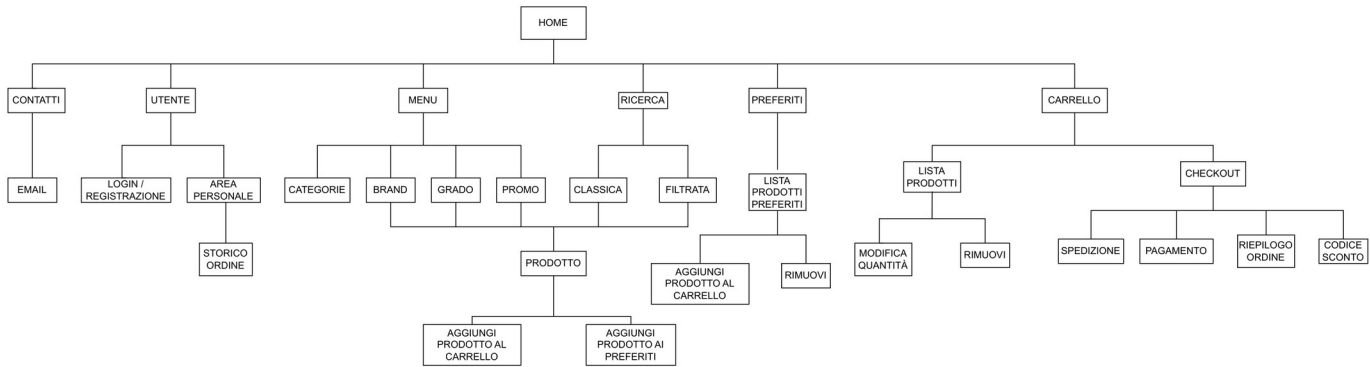 HOME
CONTATTI
UTENTE
MENU
RICERCA
PREFERITI
CARRELLO
EMAIL
LOGIN /
REGISTRAZIONE
AREA
PERSONALE
CATEGORIE
BRAND
GRADO
PROMO
CLASSICA
FILTRATA
LISTA
PRODOTTI
PREFERITI
LISTA
PRODOTTI
CHECKOUT
STORICO
ORDINE
PRODOTTO
AGGIUNGI
PRODOTTO AL
CARRELLO
RIMUOVI
MODIFICA
QUANTITÀ
RIMUOVI
SPEDIZIONE
PAGAMENTO
RIEPILOGO
ORDINE
CODICE
SCONTO
AGGIUNGI
PRODOTTO AL
CARRELLO
AGGIUNGI
PRODOTTO AI
PREFERITI